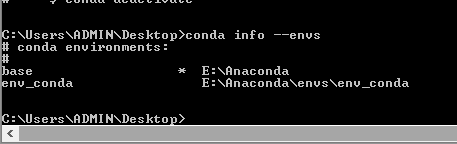 #     $ conda deactivate
C:\Users\ADMIN\Desktop>conda info --envs
# conda environments:
#
base                  *  E:\Anaconda
env_conda                E:\Anaconda\envs\env_conda
C:\Users\ADMIN\Desktop>